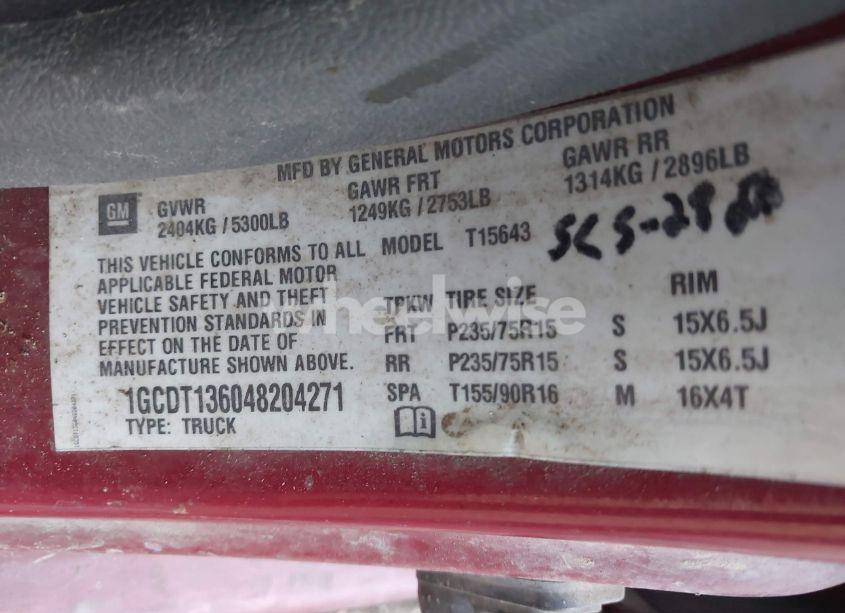 MFD BY GENERAL MOTORS CORPORATION
GM
GVWR GAWR FRT GAWR RR
2404KG / 5300LB 1249KG / 2753LB 1314KG / 2896LB
THIS VEHICLE CONFORMS TO ALL MODEL T15643
APPLICABLE FEDERAL MOTOR
VEHICLE SAFETY AND THEFT
PREVENTION STANDARDS IN
EFFECT ON THE DATE OF
MANUFACTURE SHOWN ABOVE.
1GCDT136048204271
TYPE: TRUCK
TPKW TIRE SIZE RIM
FRT P235/75R15 S 15X6.5J
RR P235/75R15 S 15X6.5J
SPA T155/90R16 M 16X4T
i
wheelwise